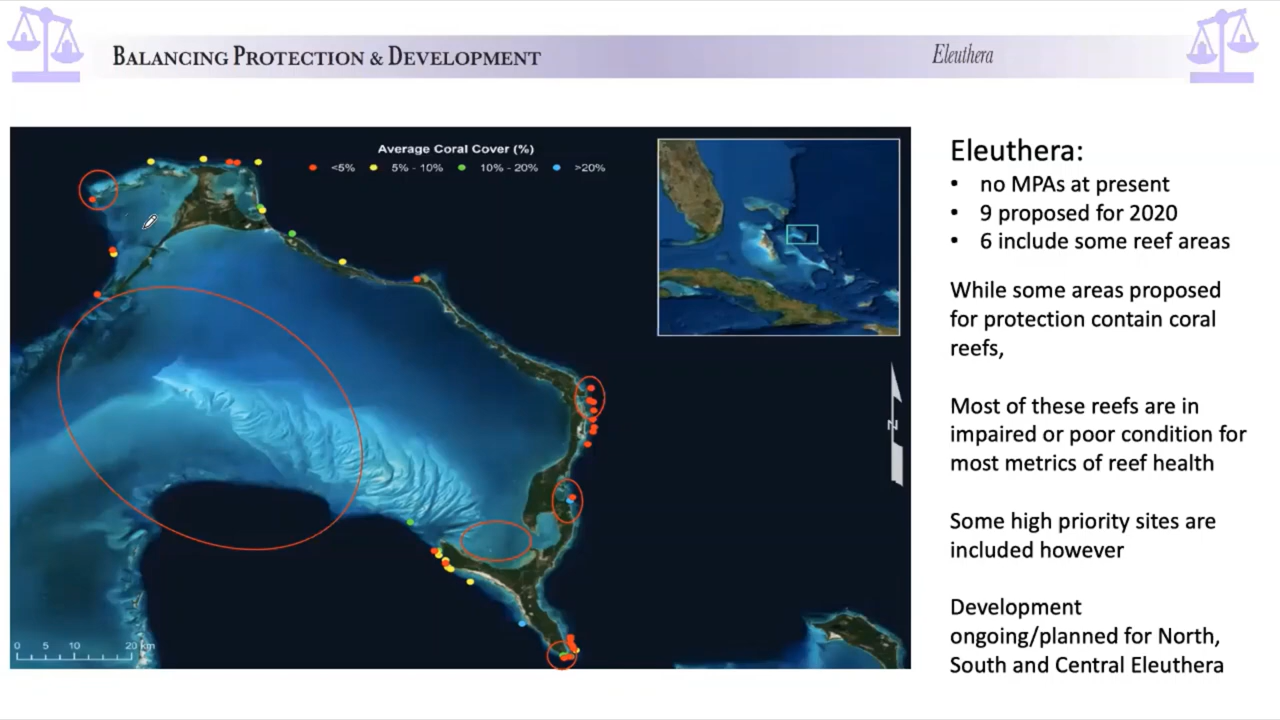 BALANCING PROTECTION & DEVELOPMENT
Eleuthera
Average Coral Cover (%)
<5% 5% - 10% 10% - 20% >20%
N
0 5 10 20 km
Eleuthera:
• no MPAs at present
• 9 proposed for 2020
• 6 include some reef areas
While some areas proposed
for protection contain coral
reefs,
Most of these reefs are in
impaired or poor condition for
most metrics of reef health
Some high priority sites are
included however
Development
ongoing/planned for North,
South and Central Eleuthera